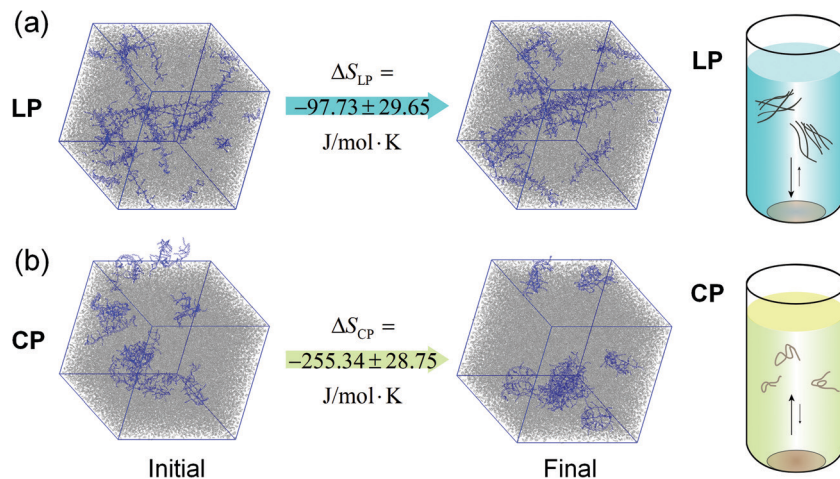 (a)
LP
ΔS_LP =
−97.73 ± 29.65
J/mol · K
LP
(b)
CP
ΔS_CP =
−255.34 ± 28.75
J/mol · K
CP
Initial
Final